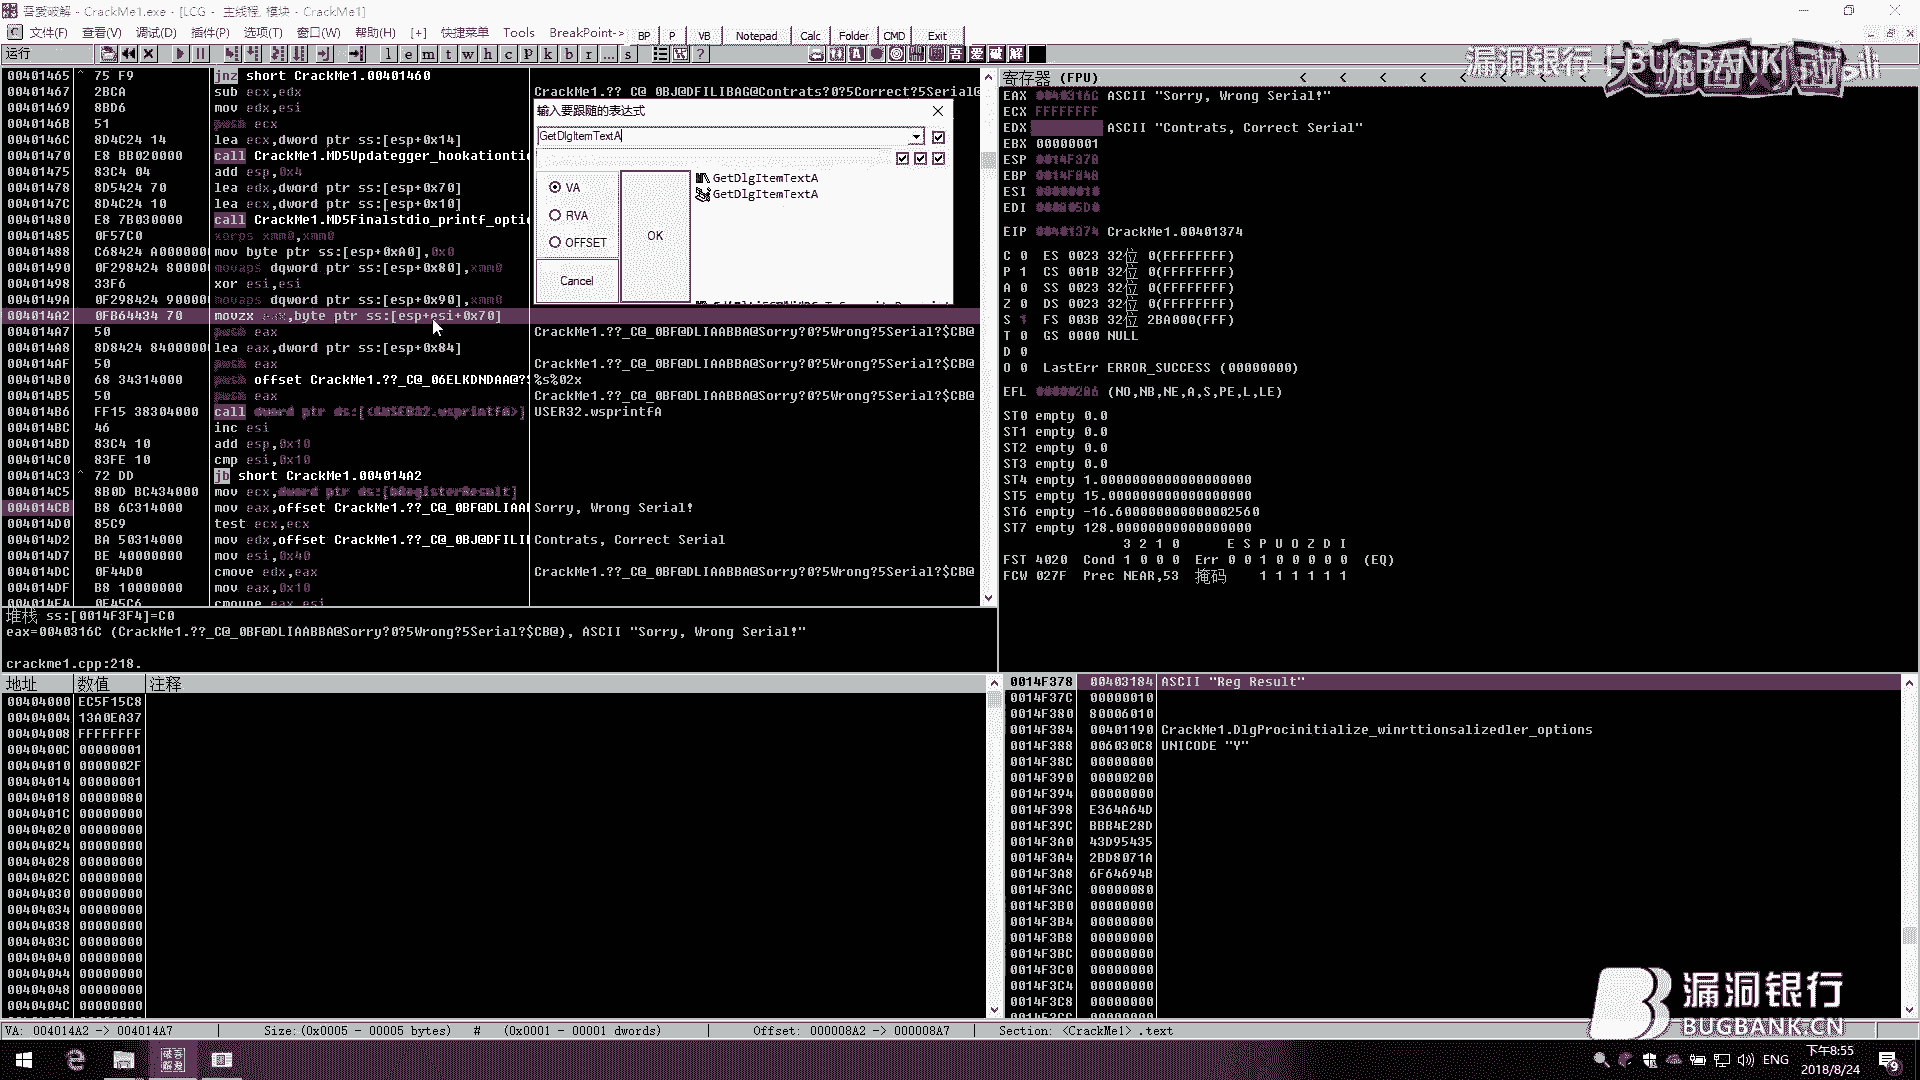 吾愛破解 - CrackMe1.exe - [LCG - 主线程, 模块 - CrackMe1]
文件(F) 查看(V) 调试(D) 插件(P) 选项(T) 窗口(W) 帮助(H) [+] 快捷菜单 Tools BreakPoint-> BP P VB Notepad Calc Folder CMD Exit
运行 l e m t w h c P k b r ... s ? 吾 爱 破 解
漏洞银行 | BUGBANK
00401465 ^ 75 F9 jnz short CrackMe1.00401460
00401467 2BCA sub ecx,edx CrackMe1.??_C@_0BJ@DFILIBAG@Contrats?0?5Correct?5Serial@
00401469 8BD6 mov edx,esi
0040146B 51 push ecx
0040146C 8D4C24 14 lea ecx,dword ptr ss:[esp+0x14]
00401470 E8 BB020000 call CrackMe1.MD5Updategger_hookationtio
00401475 83C4 04 add esp,0x4
00401478 8D5424 70 lea edx,dword ptr ss:[esp+0x70]
0040147C 8D4C24 10 lea ecx,dword ptr ss:[esp+0x10]
00401480 E8 7B030000 call CrackMe1.MD5Finalstdio_printf_optio
00401485 0F57C0 xorps xmm0,xmm0
00401488 C68424 A0000000 mov byte ptr ss:[esp+0xA0],0x0
00401490 0F298424 80000 movaps dqword ptr ss:[esp+0x80],xmm0
00401498 33F6 xor esi,esi
0040149A 0F298424 90000 movaps dqword ptr ss:[esp+0x90],xmm0
004014A2 0FB64434 70 movzx eax,byte ptr ss:[esp+esi+0x70]
004014A7 50 push eax CrackMe1.??_C@_0BF@DLIAABBA@Sorry?0?5Wrong?5Serial?$CB@
004014A8 8D8424 8400000 lea eax,dword ptr ss:[esp+0x84]
004014AF 50 push eax CrackMe1.??_C@_0BF@DLIAABBA@Sorry?0?5Wrong?5Serial?$CB@
004014B0 68 34314000 push offset CrackMe1.??_C@_06ELKDNDAA@? %s%02x
004014B5 50 push eax CrackMe1.??_C@_0BF@DLIAABBA@Sorry?0?5Wrong?5Serial?$CB@
004014B6 FF15 38304000 call dword ptr ds:[<&USER32.wsprintfA>] USER32.wsprintfA
004014BC 46 inc esi
004014BD 83C4 10 add esp,0x10
004014C0 83FE 10 cmp esi,0x10
004014C3 ^ 72 DD jb short CrackMe1.004014A2
004014C5 8B0D BC434000 mov ecx,dword ptr ds:[bRegisterResult]
004014CB B8 6C314000 mov eax,offset CrackMe1.??_C@_0BF@DLIAA Sorry, Wrong Serial!
004014D0 85C9 test ecx,ecx
004014D2 BA 50314000 mov edx,offset CrackMe1.??_C@_0BJ@DFILI Contrats, Correct Serial
004014D7 BE 40000000 mov esi,0x40
004014DC 0F44D0 cmove edx,eax CrackMe1.??_C@_0BF@DLIAABBA@Sorry?0?5Wrong?5Serial?$CB@
004014DF B8 10000000 mov eax,0x10
004014E4 0F45C6 cmovne eax,esi
输入要跟随的表达式
GetDlgItemTextA
VA
RVA
OFFSET
OK
Cancel
GetDlgItemTextA
GetDlgItemTextA
堆栈 ss:[0014F3F4]=C0
eax=0040316C (CrackMe1.??_C@_0BF@DLIAABBA@Sorry?0?5Wrong?5Serial?$CB@), ASCII "Sorry, Wrong Serial!"
crackme1.cpp:218.
寄存器 (FPU) < < < < <
EAX 0040316C ASCII "Sorry, Wrong Serial!"
ECX FFFFFFFF
EDX ASCII "Contrats, Correct Serial"
EBX 00000001
ESP 0014F378
EBP
ESI 00000010
EDI
EIP 00401374 CrackMe1.00401374
C 0 ES 0023 32位 0(FFFFFFFF)
P 1 CS 001B 32位 0(FFFFFFFF)
A 0 SS 0023 32位 0(FFFFFFFF)
Z 0 DS 0023 32位 0(FFFFFFFF)
S 1 FS 003B 32位 2BA000(FFF)
T 0 GS 0000 NULL
D 0
O 0 LastErr ERROR_SUCCESS (00000000)
EFL 00000286 (NO,NB,NE,A,S,PE,L,LE)
ST0 empty 0.0
ST1 empty 0.0
ST2 empty 0.0
ST3 empty 0.0
ST4 empty 1.0000000000000000000
ST5 empty 15.000000000000000000
ST6 empty -16.600000000000002560
ST7 empty 128.00000000000000000
3 2 1 0 E S P U O Z D I
FST 4020 Cond 1 0 0 0 Err 0 0 1 0 0 0 0 0 (EQ)
FCW 027F Prec NEAR,53 掩码 1 1 1 1 1 1
地址 数值 注释
00404000 EC5F15C8
00404004 13A0EA37
00404008 FFFFFFFF
0040400C 00000001
00404010 0000002F
00404014 00000001
00404018 00000080
0040401C 00000000
00404020 00000000
00404024 00000000
00404028 00000000
0040402C 00000000
00404030 00000000
00404034 00000000
00404038 00000000
0040403C 00000000
00404040 00000000
00404044 00000000
00404048 00000000
0040404C 00000000
0014F378 00403184 ASCII "Reg Result"
0014F37C 00000010
0014F380 80006010
0014F384 00401190 CrackMe1.DlgProcinitialize_winrttionsalizedler_options
0014F388 006030C8 UNICODE "Y"
0014F38C 00000000
0014F390 00000200
0014F394 00000000
0014F398 E364A64D
0014F39C BBB4E28D
0014F3A0 43D95435
0014F3A4 2BD8071A
0014F3A8 6F64694B
0014F3AC 00000080
0014F3B0 00000000
0014F3B4 00000000
0014F3B8 00000000
0014F3BC 00000000
0014F3C0 00000000
0014F3C4 00000000
0014F3C8 00000000
漏洞银行
BUGBANK.CN
VA: 004014A2 -> 004014A7 Size:(0x0005 - 00005 bytes) # (0x0001 - 00001 dwords) Offset: 000008A2 -> 000008A7 Section: <CrackMe1> .text
ENG 下午8:55
2018/8/24
9